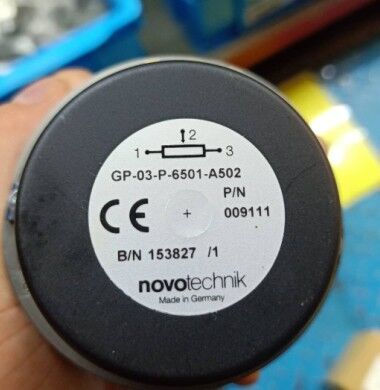 2
1 3
GP-03-P-6501-A502
P/N
CE + 009111
B/N 153827 /1
novotechnik
Made in Germany